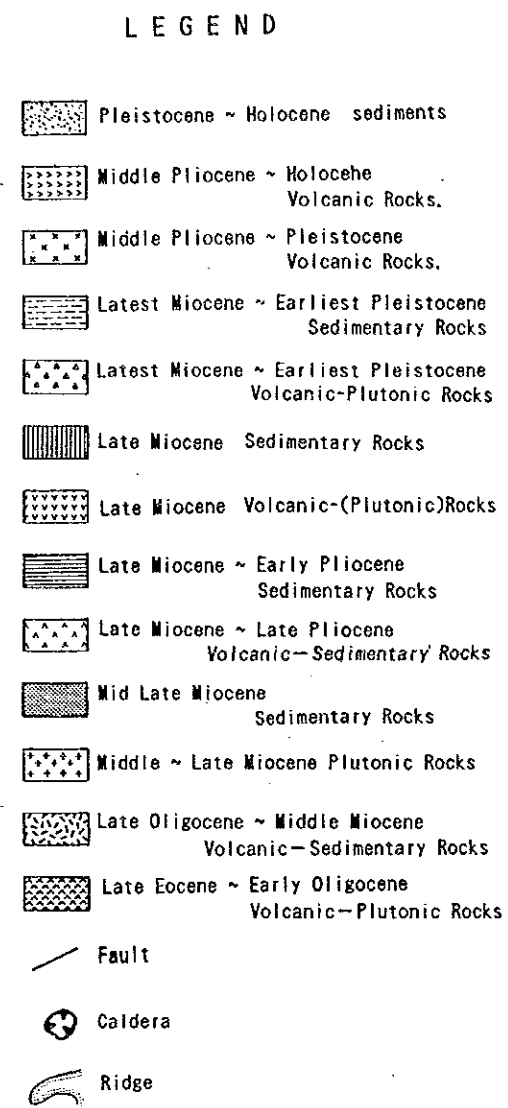 LEGEND
Pleistocene ~ Holocene sediments
Middle Pliocene ~ Holocehe
Volcanic Rocks.
Middle Pliocene ~ Pleistocene
Volcanic Rocks.
Latest Miocene ~ Earliest Pleistocene
Sedimentary Rocks
Latest Miocene ~ Earliest Pleistocene
Volcanic-Plutonic Rocks
Late Miocene Sedimentary Rocks
Late Miocene Volcanic-(Plutonic)Rocks
Late Miocene ~ Early Pliocene
Sedimentary Rocks
Late Miocene ~ Late Pliocene
Volcanic-Sedimentary Rocks
Mid Late Miocene
Sedimentary Rocks
Middle ~ Late Miocene Plutonic Rocks
Late Oligocene ~ Middle Miocene
Volcanic-Sedimentary Rocks
Late Eocene ~ Early Oligocene
Volcanic-Plutonic Rocks
Fault
Caldera
Ridge